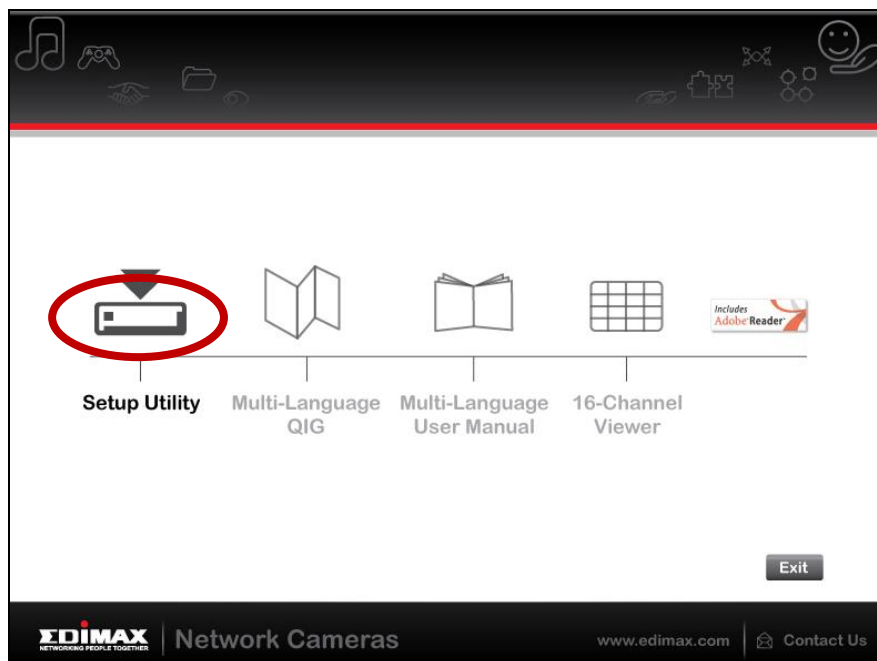 Includes
Adobe Reader
Setup Utility
Multi-Language
QIG
Multi-Language
User Manual
16-Channel
Viewer
Exit
EDIMAX
NETWORKING PEOPLE TOGETHER
Network Cameras
www.edimax.com
Contact Us